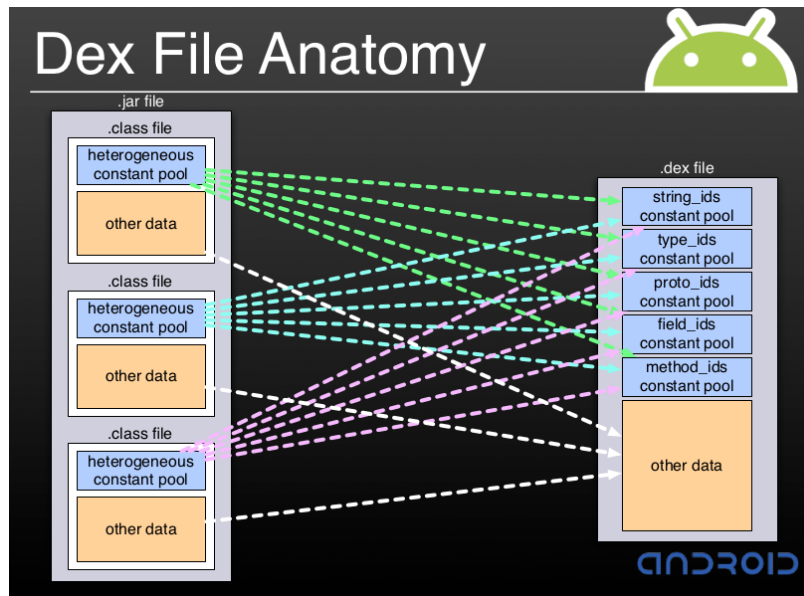 Dex File Anatomy
.jar file
.class file
heterogeneous
constant pool
other data
.class file
heterogeneous
constant pool
other data
.class file
heterogeneous
constant pool
other data
.dex file
string_ids
constant pool
type_ids
constant pool
proto_ids
constant pool
field_ids
constant pool
method_ids
constant pool
other data
ANDROID